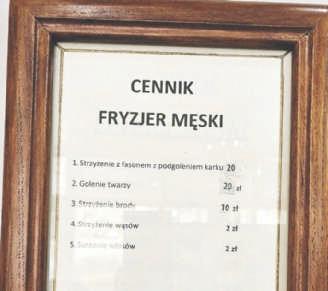 CENNIK
FRYZJER MĘSKI
1. Strzyżenie z fasonem z podgoleniem karku 20
2. Golenie twarzy 20 zł
3. Strzyżenie brody 10 zł
4. Strzyżenie wąsów 2 zł
5. włosów 2 zł